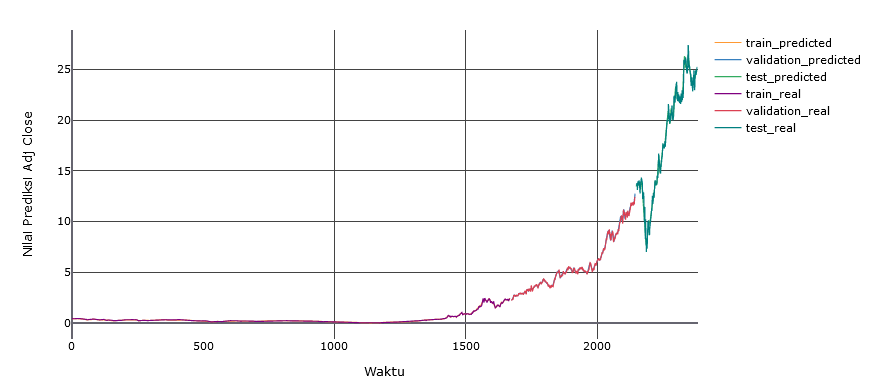 train_predicted
validation_predicted
test_predicted
train_real
validation_real
test_real
25
20
15
10
5
0
Nilai Prediksi Adj Close
0 500 1000 1500 2000
Waktu